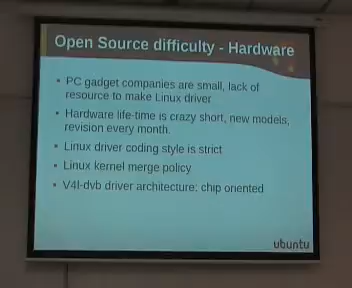 Open Source difficulty - Hardware
PC gadget companies are small, lack of
resource to make Linux driver
Hardware life-time is crazy short, new models,
revision every month.
Linux driver coding style is strict
Linux kernel merge policy
V4l-dvb driver architecture: chip oriented
ubuntu